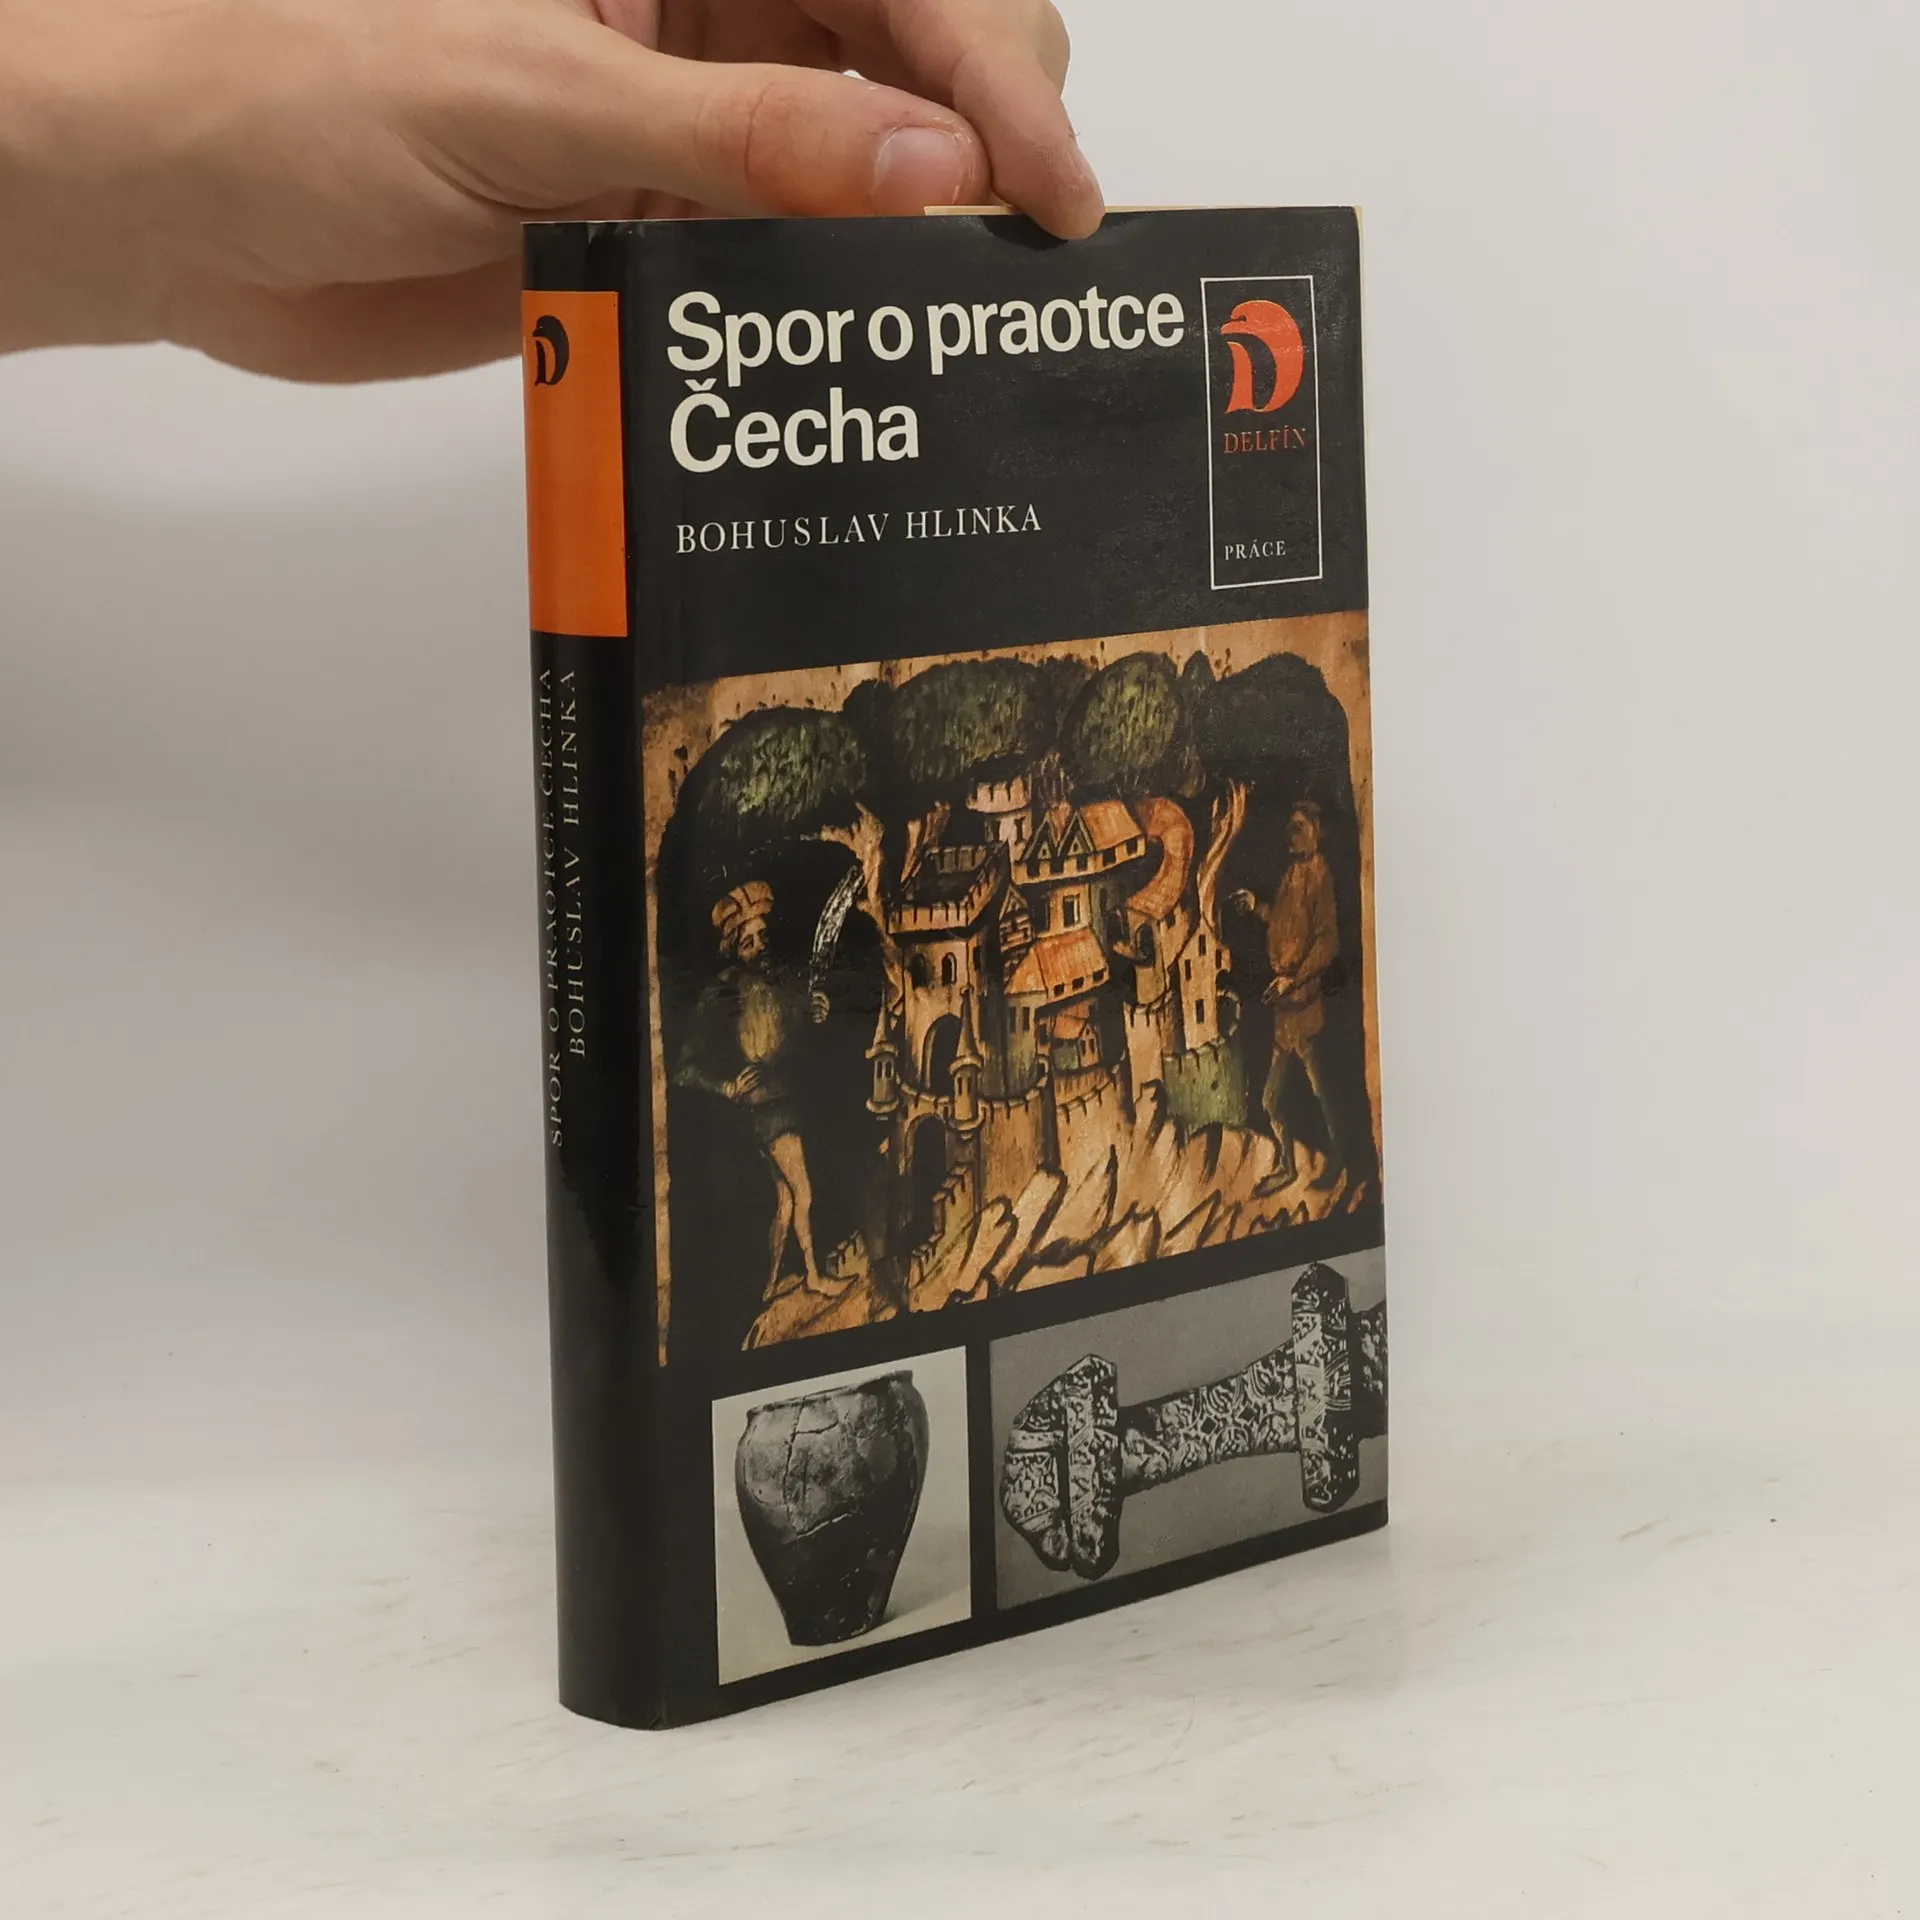 Spor o praotce
Čecha
BOHUSLAV HLINKA
D
DELFÍN
PRÁCE
D
SPOR O PRAOTCE ČECHA
BOHUSLAV HLINKA